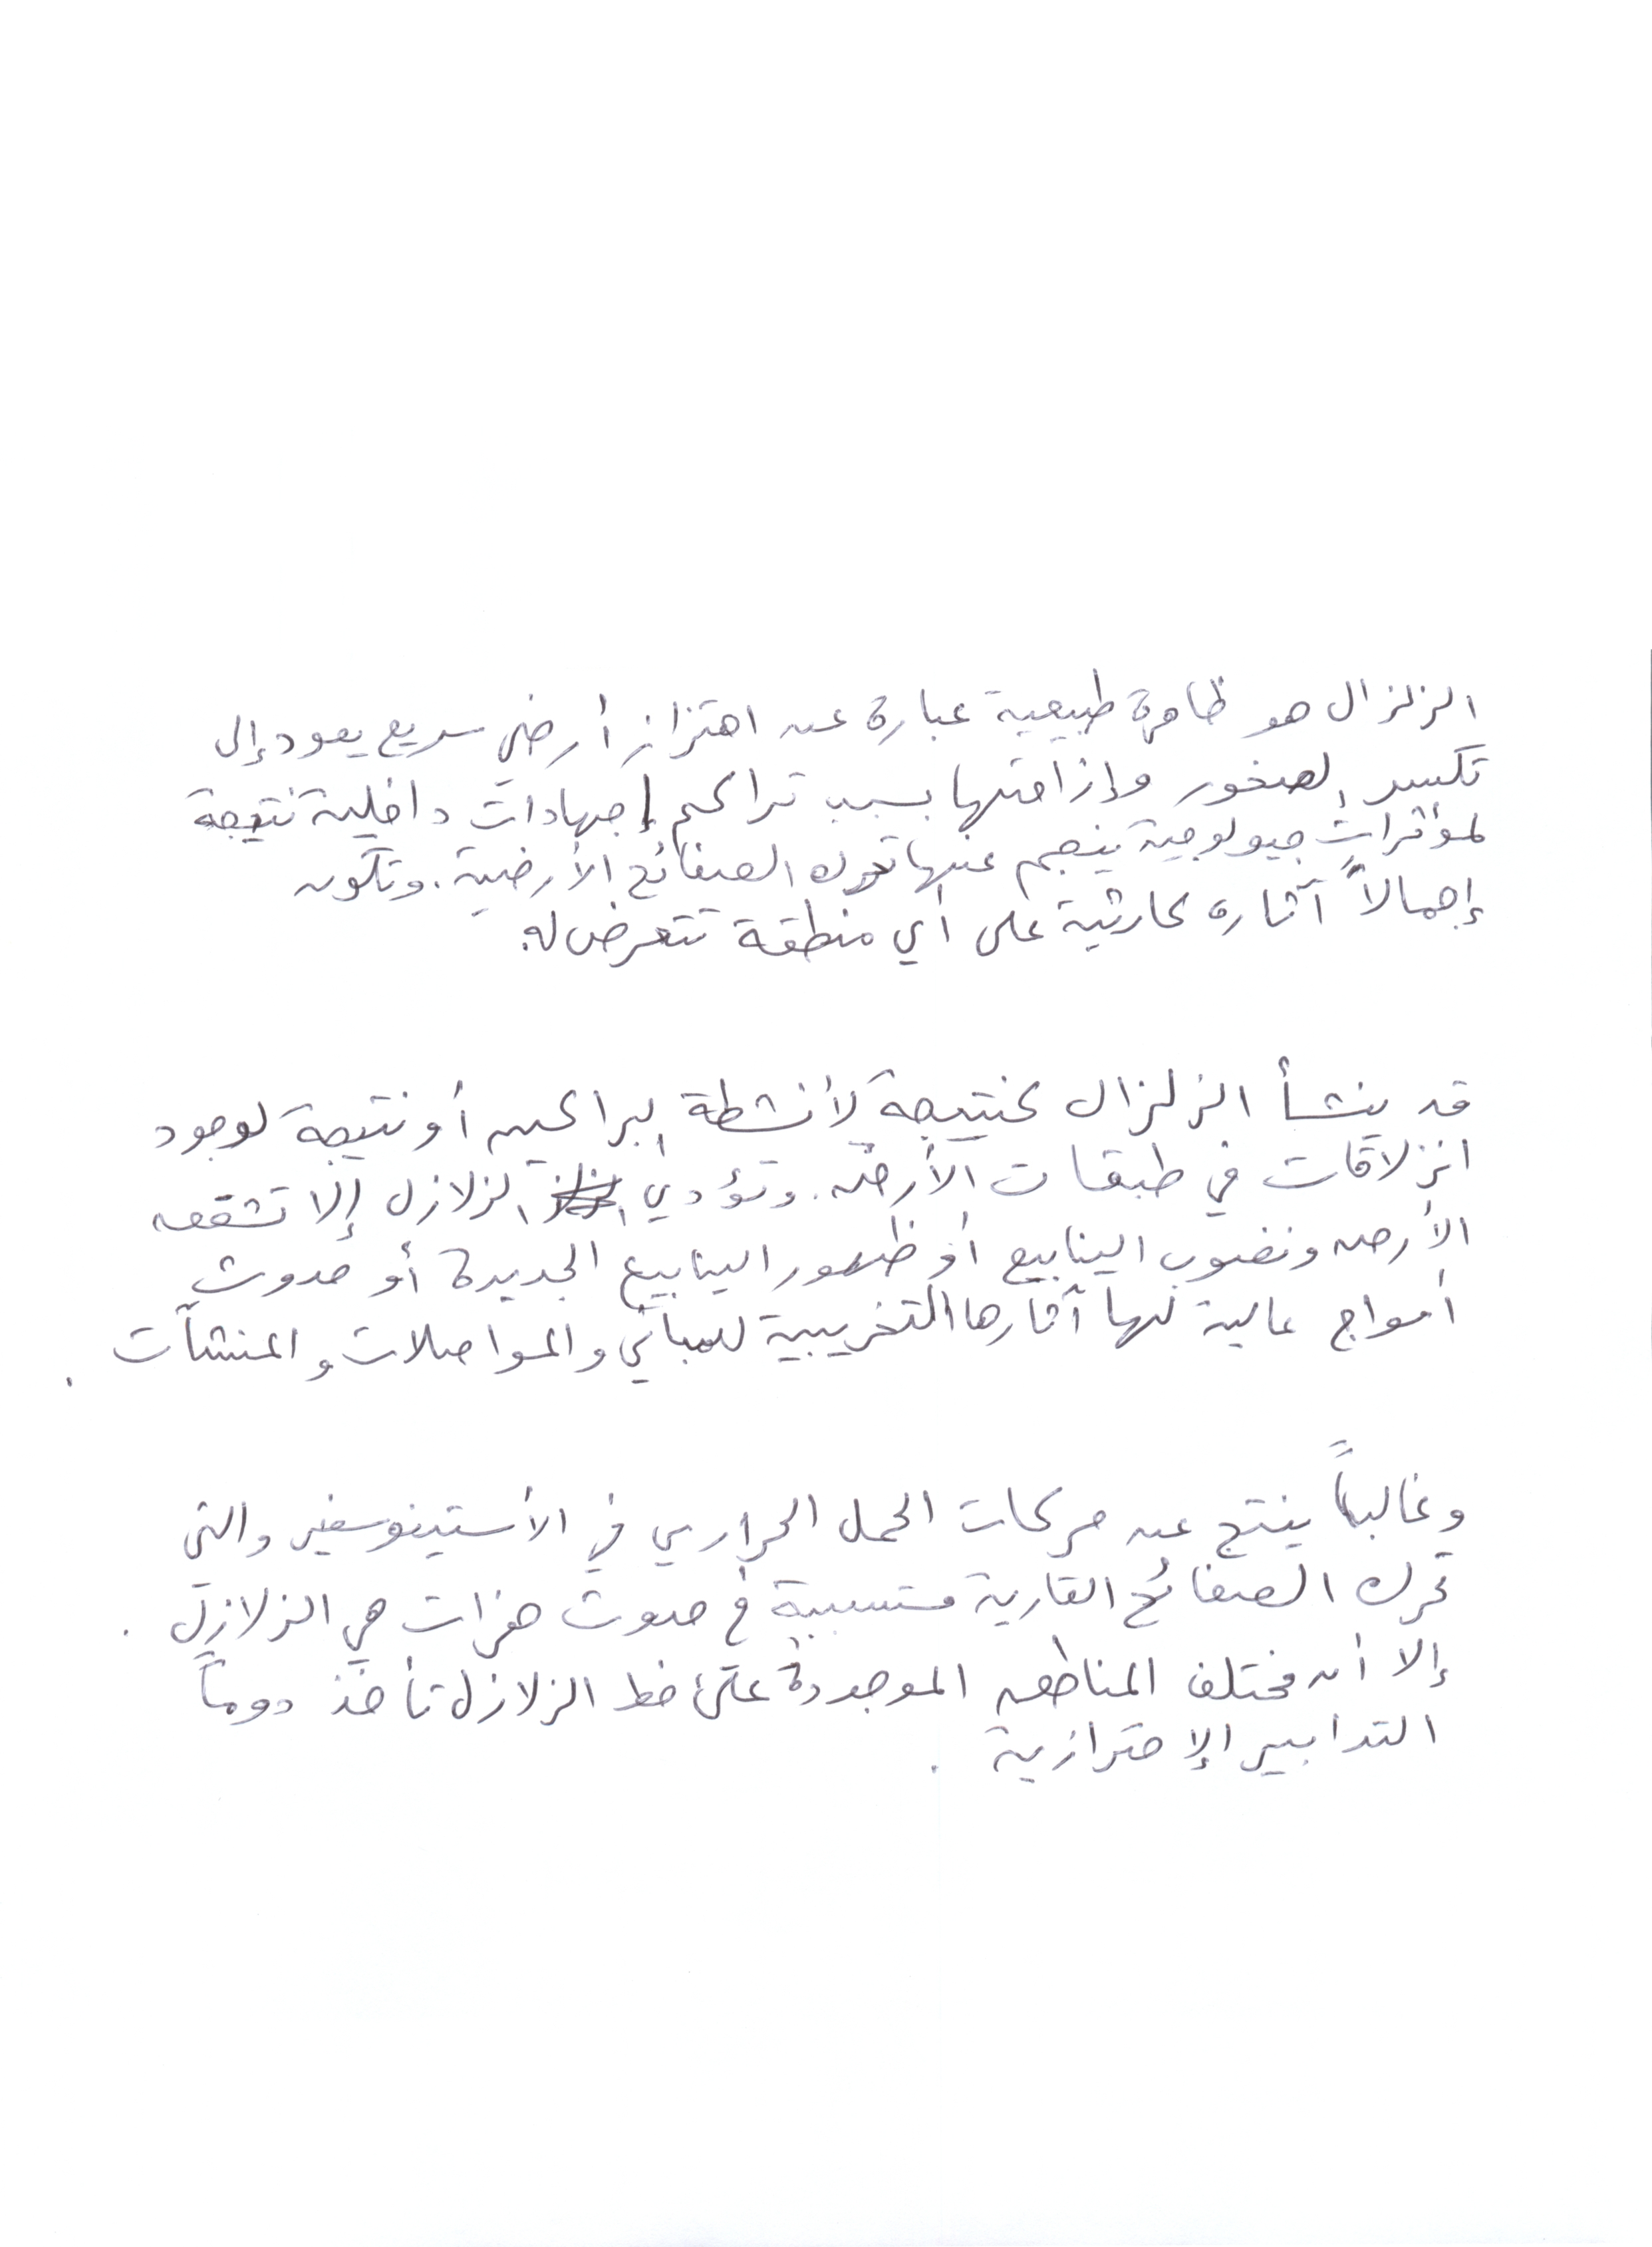 الزلزال هو ظاهرة طبيعية عبارة عن اهتزاز أرضي سريع يعود إلى
تكسر الصخور وإزاحتها بسبب تراكم إجهادات داخلية نتيجة
لمؤثرات جيولوجية ينجم عنها تحرك الصفائح الأرضية. وتكون
إجمالاً آثاره كارثية على أي منطقة تتعرض له.
قد ينشأ الزلزال كنتيجة لأنشطة البراكين أو نتيجة لوجود
انزلاقات في طبقات الأرض. وتؤدي الزلازل إلا تشقق
الأرض ونضوب الينابيع أو ظهور الينابيع الجديدة أو حدوث
أمواج عالية لها آثارها التخريبية للمباني والمواصلات والمنشآت .
وغالباً ينتج عن حركات الحمل الحراري في الأستينوسفير والتي
تحرك الصفائح القارية متسببة في حدوث هزات هي الزلازل .
إلا أن مختلف المناطق الموجودة على خط الزلازل تأخذ دوماً
التدابير الإحترازية .